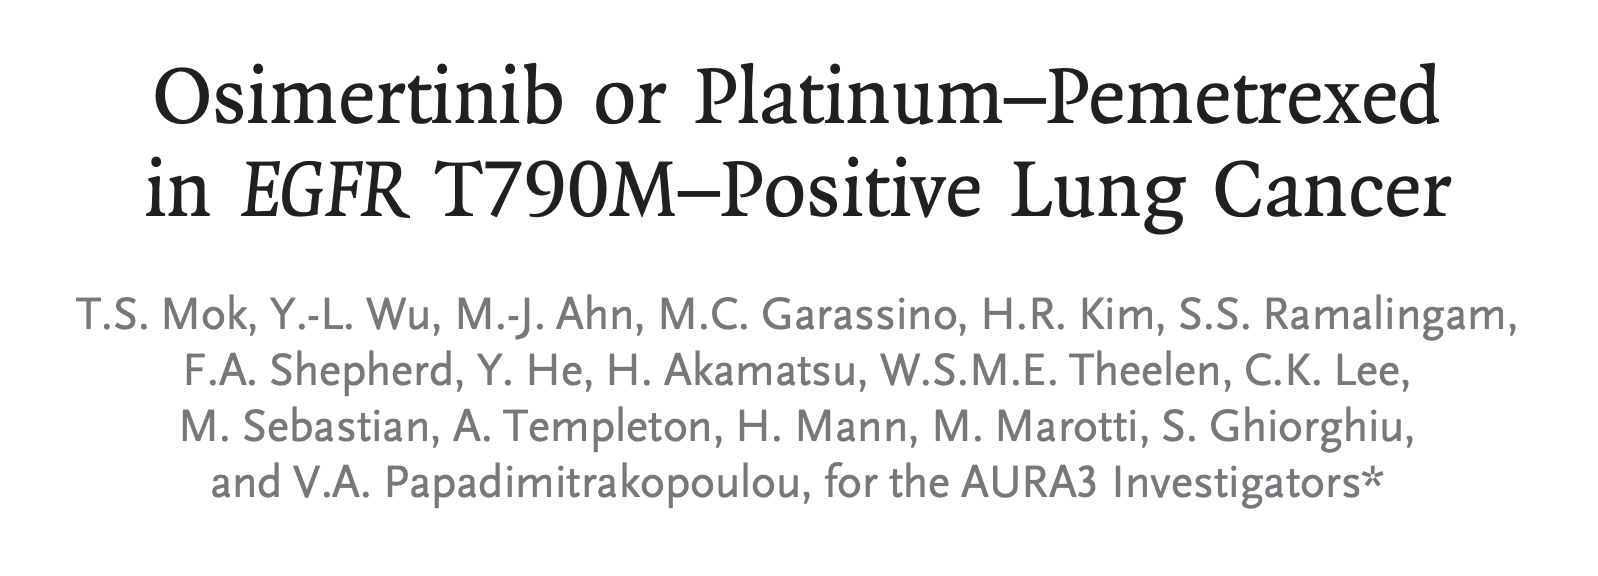 Osimertinib or Platinum–Pemetrexed
in EGFR T790M–Positive Lung Cancer
T.S. Mok, Y.-L. Wu, M.-J. Ahn, M.C. Garassino, H.R. Kim, S.S. Ramalingam,
F.A. Shepherd, Y. He, H. Akamatsu, W.S.M.E. Theelen, C.K. Lee,
M. Sebastian, A. Templeton, H. Mann, M. Marotti, S. Ghiorghiu,
and V.A. Papadimitrakopoulou, for the AURA3 Investigators*